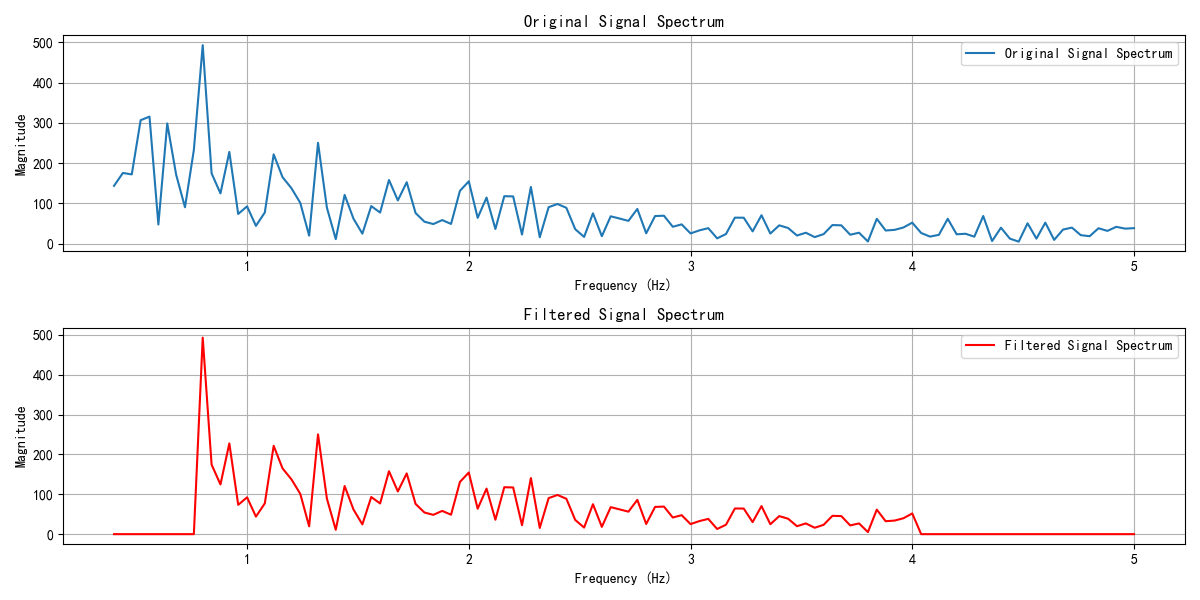 Original Signal Spectrum
500
400
300
200
100
0
Magnitude
Original Signal Spectrum
1
2
3
4
5
Frequency (Hz)
Filtered Signal Spectrum
500
400
300
200
100
0
Magnitude
Filtered Signal Spectrum
1
2
3
4
5
Frequency (Hz)